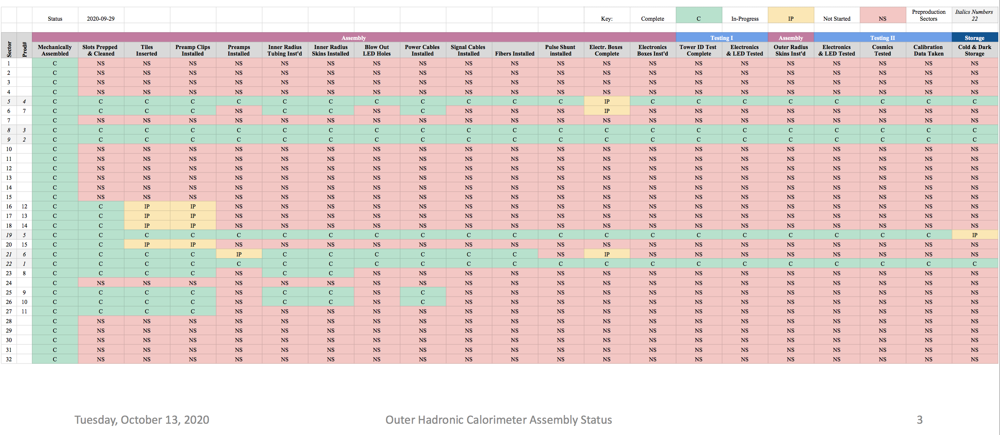 Status 2020-09-29 Key: Complete C In-Progress IP Not Started NS Preproduction Sectors Italics Numbers 22
Assembly Testing I Assembly Testing II Storage
Sector Prod# Mechanically Assembled Slots Prepped & Cleaned Tiles Inserted Preamp Clips Installed Preamps Installed Inner Radius Tubing Inst'd Inner Radius Skins Installed Blow Out LED Holes Power Cables Installed Signal Cables Installed Fibers Installed Pulse Shunt installed Electr. Boxes Complete Electronics Boxes Inst'd Tower ID Test Complete Electronics & LED Tested Outer Radius Skins Inst'd Electronics & LED Tested Cosmics Tested Calibration Data Taken Cold & Dark Storage
1 C NS NS NS NS NS NS NS NS NS NS NS NS NS NS NS NS NS NS NS NS
2 C NS NS NS NS NS NS NS NS NS NS NS NS NS NS NS NS NS NS NS NS
3 C NS NS NS NS NS NS NS NS NS NS NS NS NS NS NS NS NS NS NS NS
4 C NS NS NS NS NS NS NS NS NS NS NS NS NS NS NS NS NS NS NS NS
5 4 C C C C C C C C C C C C IP C C C C C C C C
6 7 C C C C NS C C NS C NS NS NS IP NS NS NS NS NS NS NS NS
7 C NS NS NS NS NS NS NS NS NS NS NS NS NS NS NS NS NS NS NS NS
8 3 C C C C C C C C C C C C C C C C C C C C C
9 2 C C C C C C C C C C C C C C C C C C C C C
10 C NS NS NS NS NS NS NS NS NS NS NS NS NS NS NS NS NS NS NS NS
11 C NS NS NS NS NS NS NS NS NS NS NS NS NS NS NS NS NS NS NS NS
12 C NS NS NS NS NS NS NS NS NS NS NS NS NS NS NS NS NS NS NS NS
13 C NS NS NS NS NS NS NS NS NS NS NS NS NS NS NS NS NS NS NS NS
14 C NS NS NS NS NS NS NS NS NS NS NS NS NS NS NS NS NS NS NS NS
15 C NS NS NS NS NS NS NS NS NS NS NS NS NS NS NS NS NS NS NS NS
16 12 C C IP IP NS NS NS NS NS NS NS NS NS NS NS NS NS NS NS NS NS
17 13 C C IP IP NS NS NS NS NS NS NS NS NS NS NS NS NS NS NS NS NS
18 14 C C IP IP NS NS NS NS NS NS NS NS NS NS NS NS NS NS NS NS NS
19 5 C C C C C C C C C C C C C C C C C C C C IP
20 15 C C IP IP NS NS NS NS NS NS NS NS NS NS NS NS NS NS NS NS NS
21 6 C C C C IP C C C C C C NS IP NS NS NS NS NS NS NS NS
22 1 C C C C C C C C C C C C C C C C C C C C C
23 8 C C C C NS C C NS NS NS NS NS NS NS NS NS NS NS NS NS NS
24 C NS NS NS NS NS NS NS NS NS NS NS NS NS NS NS NS NS NS NS NS
25 9 C C C C NS C C NS C NS NS NS NS NS NS NS NS NS NS NS NS
26 10 C C C C NS C C NS C NS NS NS NS NS NS NS NS NS NS NS NS
27 11 C C C C NS NS NS NS NS NS NS NS NS NS NS NS NS NS NS NS NS
28 C NS NS NS NS NS NS NS NS NS NS NS NS NS NS NS NS NS NS NS NS
29 C NS NS NS NS NS NS NS NS NS NS NS NS NS NS NS NS NS NS NS NS
30 C NS NS NS NS NS NS NS NS NS NS NS NS NS NS NS NS NS NS NS NS
31 C NS NS NS NS NS NS NS NS NS NS NS NS NS NS NS NS NS NS NS NS
32 C NS NS NS NS NS NS NS NS NS NS NS NS NS NS NS NS NS NS NS NS
Tuesday, October 13, 2020 Outer Hadronic Calorimeter Assembly Status 3